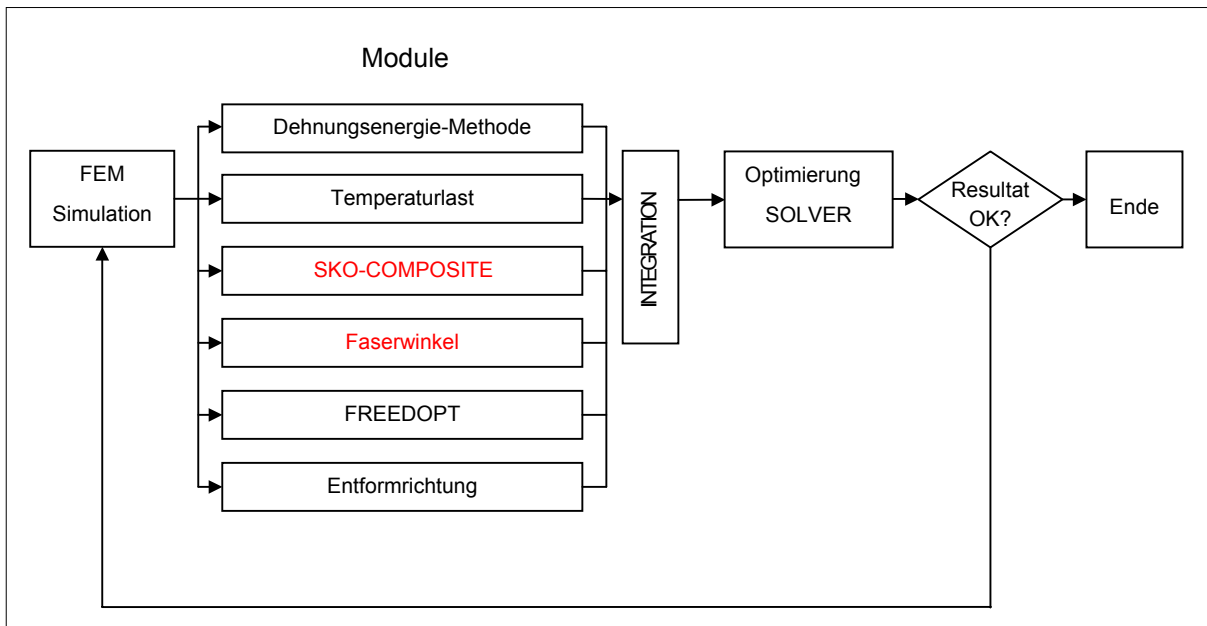 Module
FEM
Simulation
Dehnungsenergie-Methode
Temperaturlast
SKO-COMPOSITE
Faserwinkel
FREEDOPT
Entformrichtung
INTEGRATION
Optimierung
SOLVER
Resultat
OK?
Ende